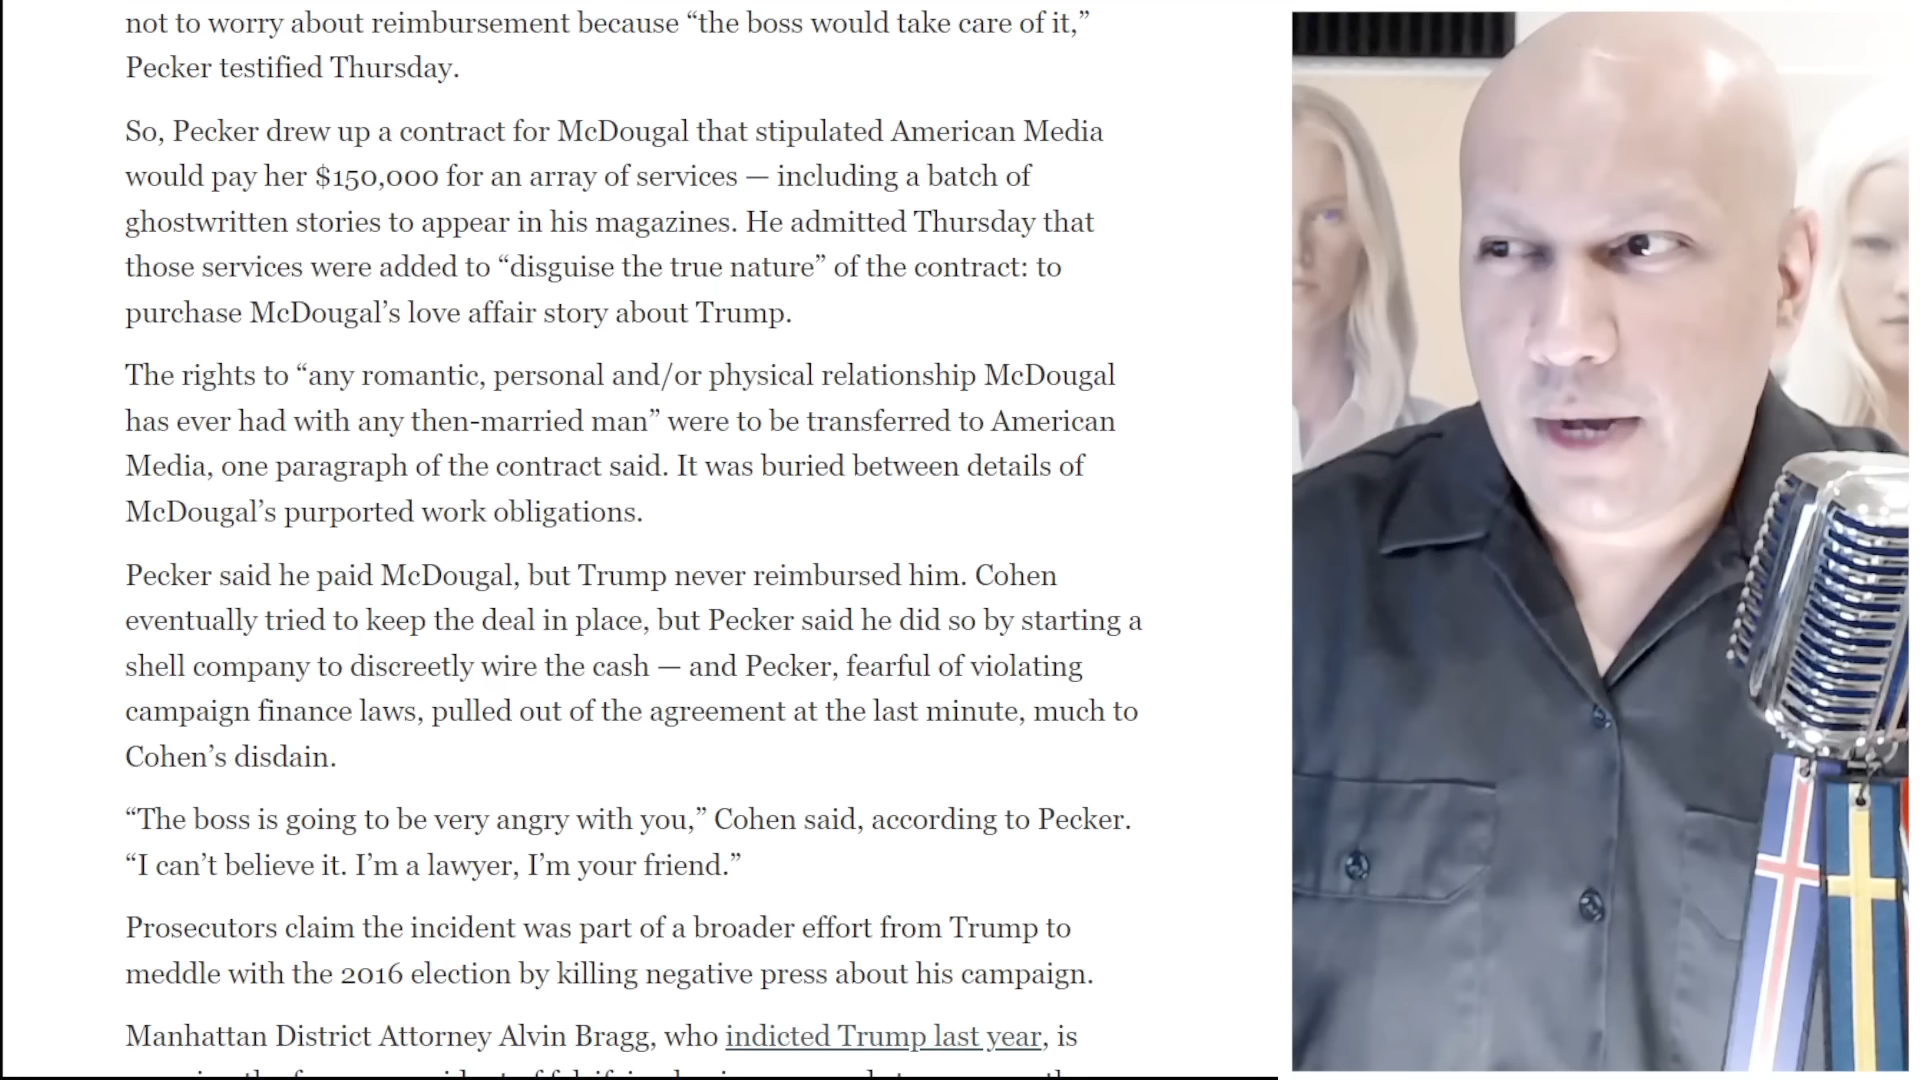 not to worry about reimbursement because “the boss would take care of it,”
Pecker testified Thursday.
So, Pecker drew up a contract for McDougal that stipulated American Media
would pay her $150,000 for an array of services — including a batch of
ghostwritten stories to appear in his magazines. He admitted Thursday that
those services were added to “disguise the true nature” of the contract: to
purchase McDougal’s love affair story about Trump.
The rights to “any romantic, personal and/or physical relationship McDougal
has ever had with any then-married man” were to be transferred to American
Media, one paragraph of the contract said. It was buried between details of
McDougal’s purported work obligations.
Pecker said he paid McDougal, but Trump never reimbursed him. Cohen
eventually tried to keep the deal in place, but Pecker said he did so by starting a
shell company to discreetly wire the cash — and Pecker, fearful of violating
campaign finance laws, pulled out of the agreement at the last minute, much to
Cohen’s disdain.
“The boss is going to be very angry with you,” Cohen said, according to Pecker.
“I can’t believe it. I’m a lawyer, I’m your friend.”
Prosecutors claim the incident was part of a broader effort from Trump to
meddle with the 2016 election by killing negative press about his campaign.
Manhattan District Attorney Alvin Bragg, who indicted Trump last year, is